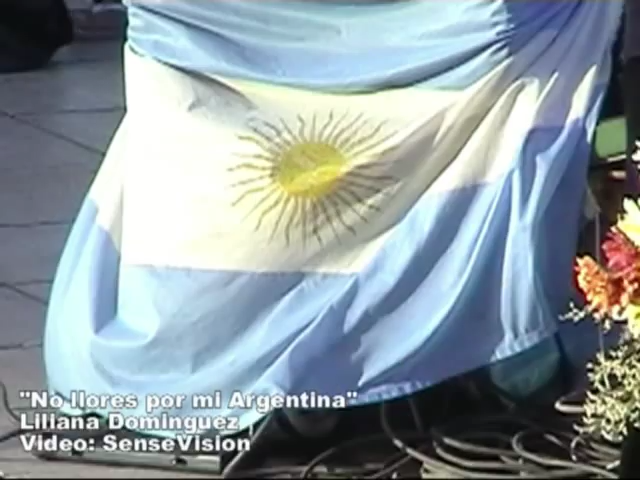 "No llores por mi Argentina"
Liliana Dominguez
Video: SenseVision